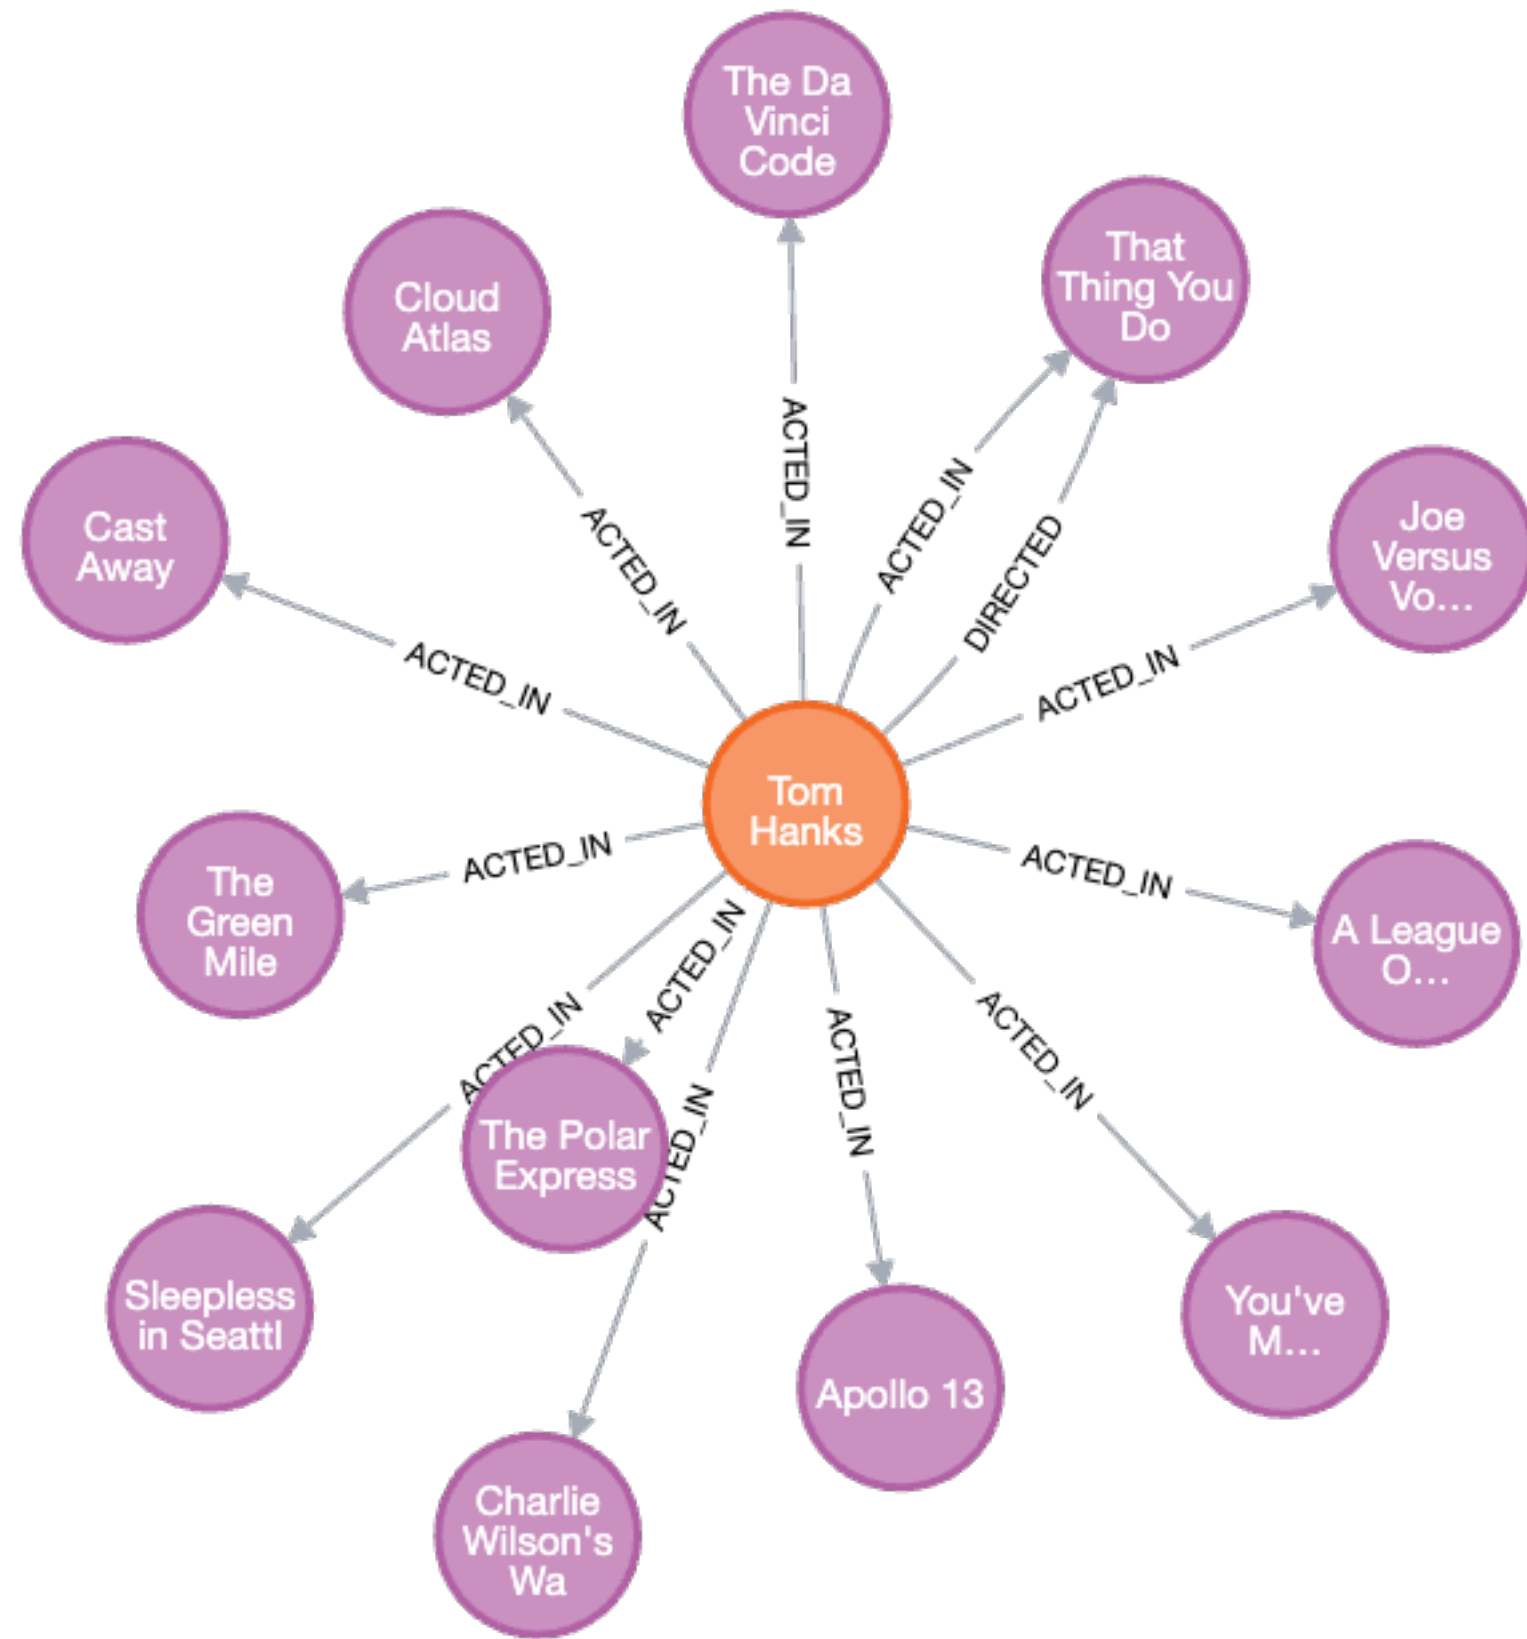 The Da
Vinci
Code
That
Thing You
Do
Cloud
Atlas
Cast
Away
Joe
Versus
Vo...
ACTED_IN
ACTED_IN
ACTED_IN
DIRECTED
ACTED_IN
ACTED_IN
Tom
Hanks
ACTED_IN
ACTED_IN
The
Green
Mile
A League
O...
ACTED_IN
ACTED_IN
ACTED_IN
ACTED_IN
ACTED_IN
ACTED_IN
The Polar
Express
Sleepless
in Seattl
You've
M...
Apollo 13
Charlie
Wilson's
Wa